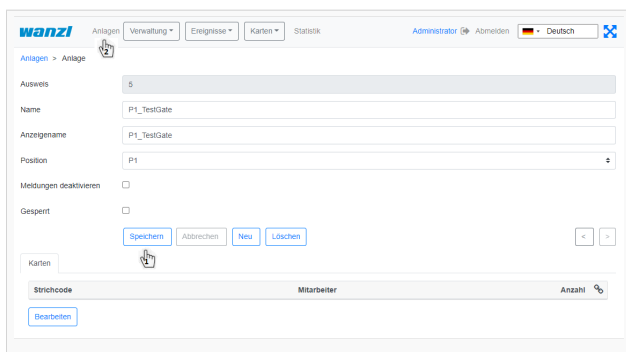 wanzl Anlagen Verwaltung Ereignisse Karten Statistik Administrator Abmelden Deutsch
2
Anlagen > Anlage
Ausweis 5
Name P1_TestGate
Anzeigename P1_TestGate
Position P1
Meldungen deaktivieren
Gesperrt
Speichern Abbrechen Neu Löschen < >
1
Karten
Strichcode Mitarbeiter Anzahl
Bearbeiten